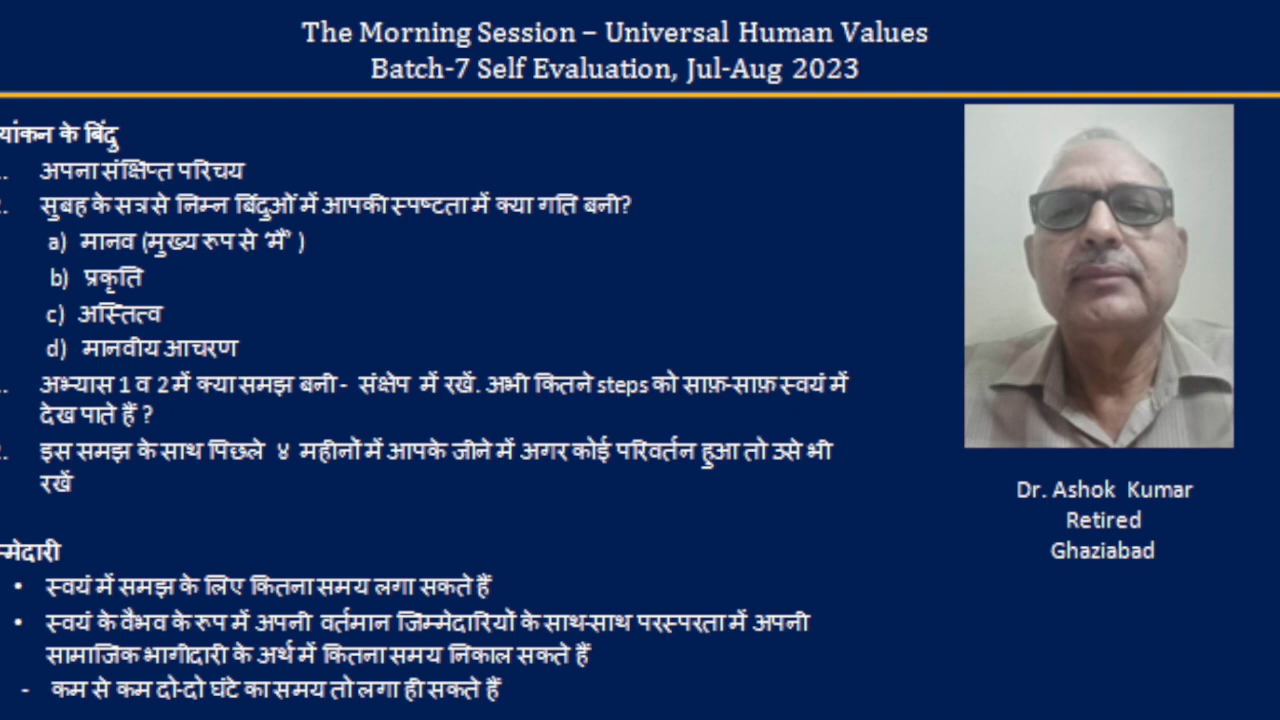 The Morning Session – Universal Human Values
Batch-7 Self Evaluation, Jul-Aug 2023
के बिंदु
अपना संक्षिप्त परिचय
सुबह के सत्र से निम्न बिंदुओं में आपकी स्पष्टता में क्या गति बनी?
a) मानव (मुख्य रूप से ‘मैं’ )
b) प्रकृति
c) अस्तित्व
d) मानवीय आचरण
अभ्यास 1 व 2 में क्या समझ बनी - संक्षेप में रखें. अभी कितने steps को साफ़-साफ़ स्वयं में
देख पाते हैं ?
इस समझ के साथ पिछले ४ महीनों में आपके जीने में अगर कोई परिवर्तन हुआ तो उसे भी
रखें
• स्वयं में समझ के लिए कितना समय लगा सकते हैं
• स्वयं के वैभव के रूप में अपनी वर्तमान जिम्मेदारियों के साथ-साथ परस्परता में अपनी
सामाजिक भागीदारी के अर्थ में कितना समय निकाल सकते हैं
- कम से कम दो-दो घंटे का समय तो लगा ही सकते हैं
Dr. Ashok Kumar
Retired
Ghaziabad